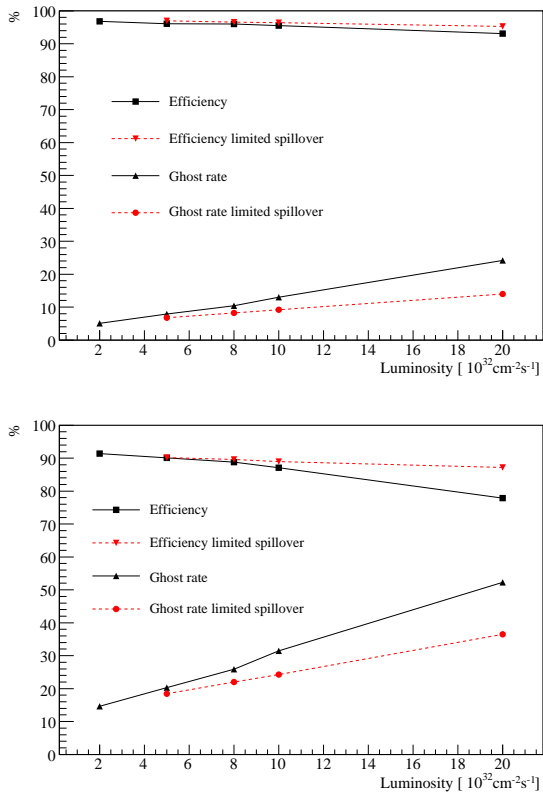 %
100
90
80
70
60
50
40
30
20
10
0
Efficiency
Efficiency limited spillover
Ghost rate
Ghost rate limited spillover
2 4 6 8 10 12 14 16 18 20
Luminosity [ 10³²cm⁻²s⁻¹]
%
100
90
80
70
60
50
40
30
20
10
0
Efficiency
Efficiency limited spillover
Ghost rate
Ghost rate limited spillover
2 4 6 8 10 12 14 16 18 20
Luminosity [ 10³²cm⁻²s⁻¹]